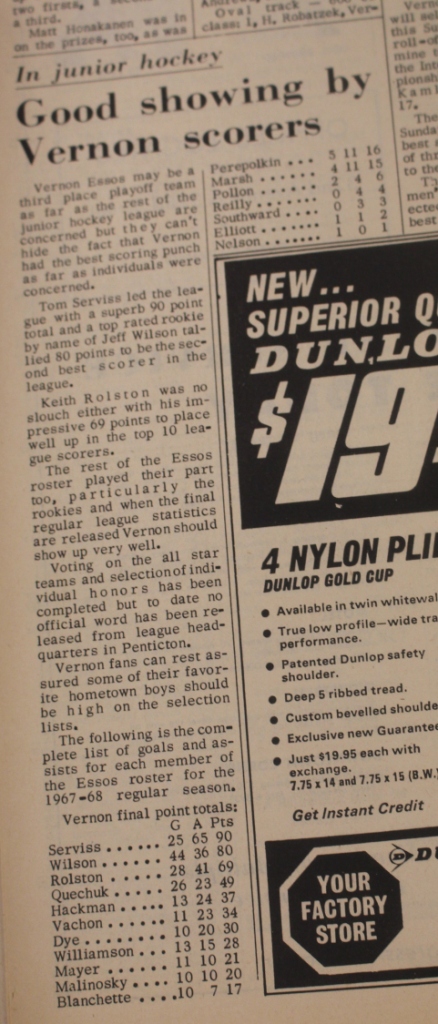 two firsts, a
a third.
Matt Honakanen was in
on the prizes, too, as was
Oval track
class: 1, H. Robatzek, Ver-
In junior hockey
Good showing by
Vernon scorers
Vernon Essos may be a
third place playoff team
as far as the rest of the
junior hockey league are
concerned but they can't
hide the fact that Vernon
had the best scoring punch
as far as individuals were
concerned.
Tom Serviss led the lea-
gue with a superb 90 point
total and a top rated rookie
by name of Jeff Wilson tal-
lied 80 points to be the sec-
ond best scorer in the
league.
Keith Rolston was no
slouch either with his im-
pressive 69 points to place
well up in the top 10 lea-
gue scorers.
The rest of the Essos
roster played their part
too, particularly the
rookies and when the final
regular league statistics
are released Vernon should
show up very well.
Voting on the all star
teams and selection of indi-
vidual honors has been
completed but to date no
official word has been re-
leased from league head-
quarters in Penticton.
Vernon fans can rest as-
sured some of their favor-
ite hometown boys should
be high on the selection
lists.
The following is the com-
plete list of goals and as-
sists for each member of
the Essos roster for the
1967-68 regular season.
Vernon final point totals:
G A Pts
Serviss . . . . . . 25 65 90
Wilson . . . . . . 44 36 80
Rolston . . . . . 28 41 69
Quechuk . . . . . 26 23 49
Hackman . . . . . 13 24 37
Vachon . . . . . . 11 23 34
Dye . . . . . . . . 10 20 30
Williamson . . . 13 15 28
Mayer . . . . . . 11 10 21
Malinosky . . . . 10 10 20
Blanchette . . . .10 7 17
Perepolkin . . . 5 11 16
Marsh . . . . . . 4 11 15
Pollon . . . . . . 2 4 6
Reilly . . . . . . 0 4 4
Southward . . . . 0 3 3
Elliott . . . . . . 1 1 2
Nelson . . . . . . . 1 0 1
NEW...
SUPERIOR
DUNLO
$19
4 NYLON PLI
DUNLOP GOLD CUP
● Available in twin whitewal
● True low profile—wide tra
performance.
● Patented Dunlop safety
shoulder.
● Deep 5 ribbed tread.
● Custom bevelled shoulde
● Exclusive new Guarantee
● Just $19.95 each with
exchange.
7.75 x 14 and 7.75 x 15 (B.W.)
Get Instant Credit
YOUR
FACTORY
STORE
D DU